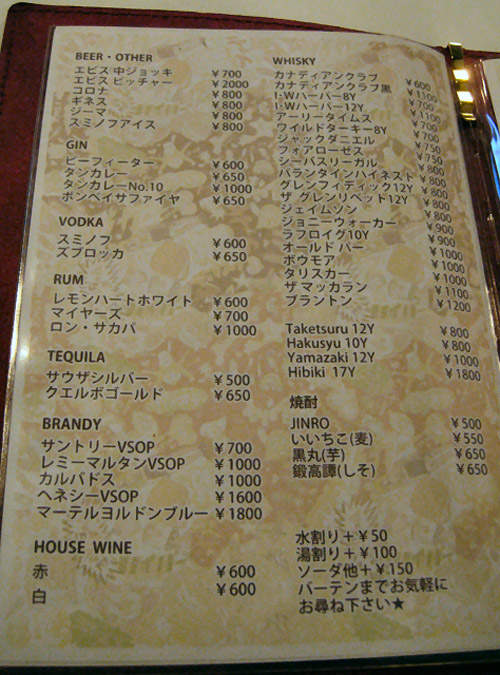 BEER・OTHER
エビス 中ジョッキ ¥700
エビス ピッチャー ¥2000
コロナ ¥800
ギネス ¥800
ジーマ ¥800
スミノフアイス ¥800
GIN
ビーフィーター ¥600
タンカレー ¥650
タンカレーNo.10 ¥1000
ボンベイサファイヤ ¥650
VODKA
スミノフ ¥600
ズブロッカ ¥650
RUM
レモンハートホワイト ¥600
マイヤーズ ¥700
ロン・サカパ ¥1000
TEQUILA
サウザシルバー ¥500
クエルボゴールド ¥650
BRANDY
サントリーVSOP ¥700
レミーマルタンVSOP ¥1000
カルバドス ¥1000
ヘネシーVSOP ¥1600
マーテルヨルドンブルー ¥1800
HOUSE WINE
赤 ¥600
白 ¥600
WHISKY
カナディアンクラブ ¥600
カナディアンクラブ黒 ¥1100
I・Wハーパー8Y ¥700
I・Wハーパー12Y ¥1100
アーリータイムス ¥700
ワイルドターキー8Y ¥700
ジャックダニエル ¥750
フォアローゼス ¥750
シーバスリーガル ¥800
バランタインハイネスト ¥800
グレンフィディック12Y ¥800
ザ グレンリベット12Y ¥800
ジェイムソン ¥800
ジョニーウォーカー ¥900
ラフロイグ10Y ¥900
オールド パー ¥1000
ボウモア ¥1000
タリスカー ¥1000
ザ マッカラン ¥1100
ブラントン ¥1200
Taketsuru 12Y ¥800
Hakusyu 10Y ¥800
Yamazaki 12Y ¥1000
Hibiki 17Y ¥1800
焼酎
JINRO ¥500
いいちこ(麦) ¥550
黒丸(芋) ¥650
鍛高譚(しそ) ¥650
水割り＋¥50
湯割り＋¥100
ソーダ他＋¥150
バーテンまでお気軽に
お尋ね下さい★